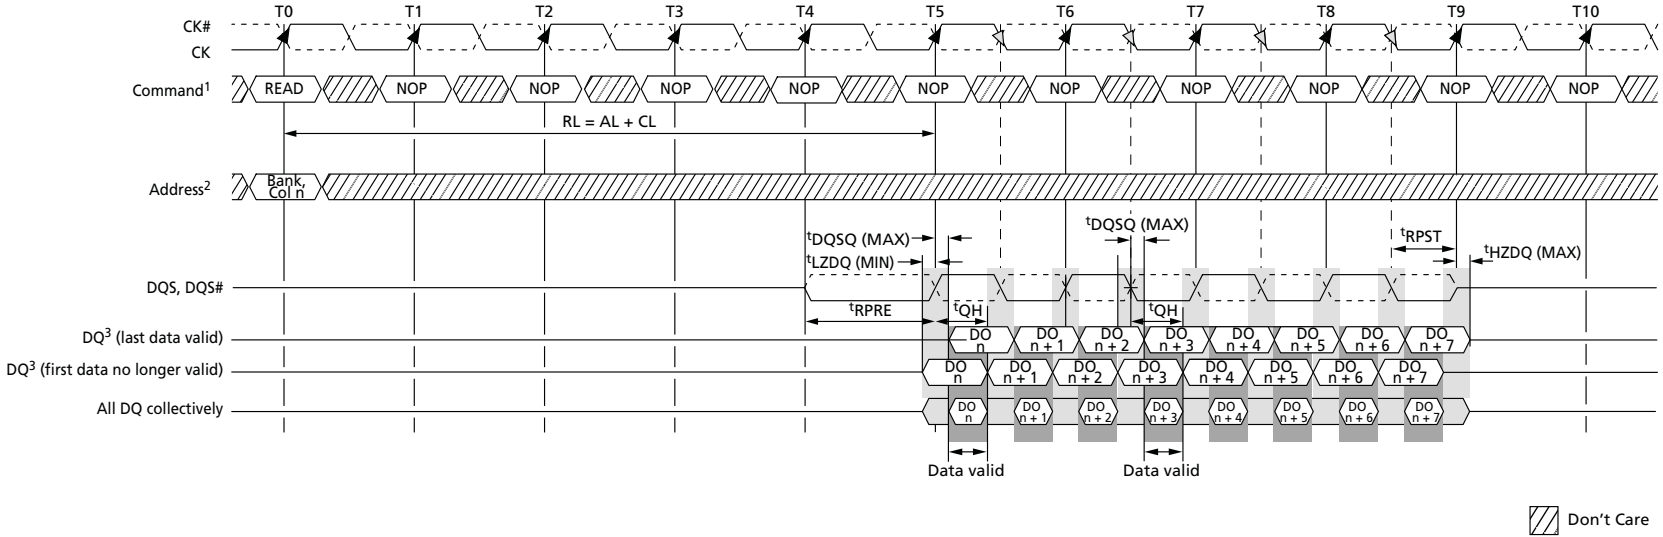 T0 T1 T2 T3 T4 T5 T6 T7 T8 T9 T10
CK#
CK
Command1 READ NOP NOP NOP NOP NOP NOP NOP NOP NOP NOP
RL = AL + CL
Address2 Bank,
Col n
tDQSQ (MAX) tDQSQ (MAX) tRPST
tLZDQ (MIN) tHZDQ (MAX)
DQS, DQS#
tRPRE tQH tQH
DQ3 (last data valid) DO DO DO DO DO DO DO DO
n n + 1 n + 2 n + 3 n + 4 n + 5 n + 6 n + 7
DQ3 (first data no longer valid) DO DO DO DO DO DO DO DO
n n + 1 n + 2 n + 3 n + 4 n + 5 n + 6 n + 7
All DQ collectively DO DO DO DO DO DO DO DO
n n + 1 n + 2 n + 3 n + 4 n + 5 n + 6 n + 7
Data valid Data valid
Don't Care